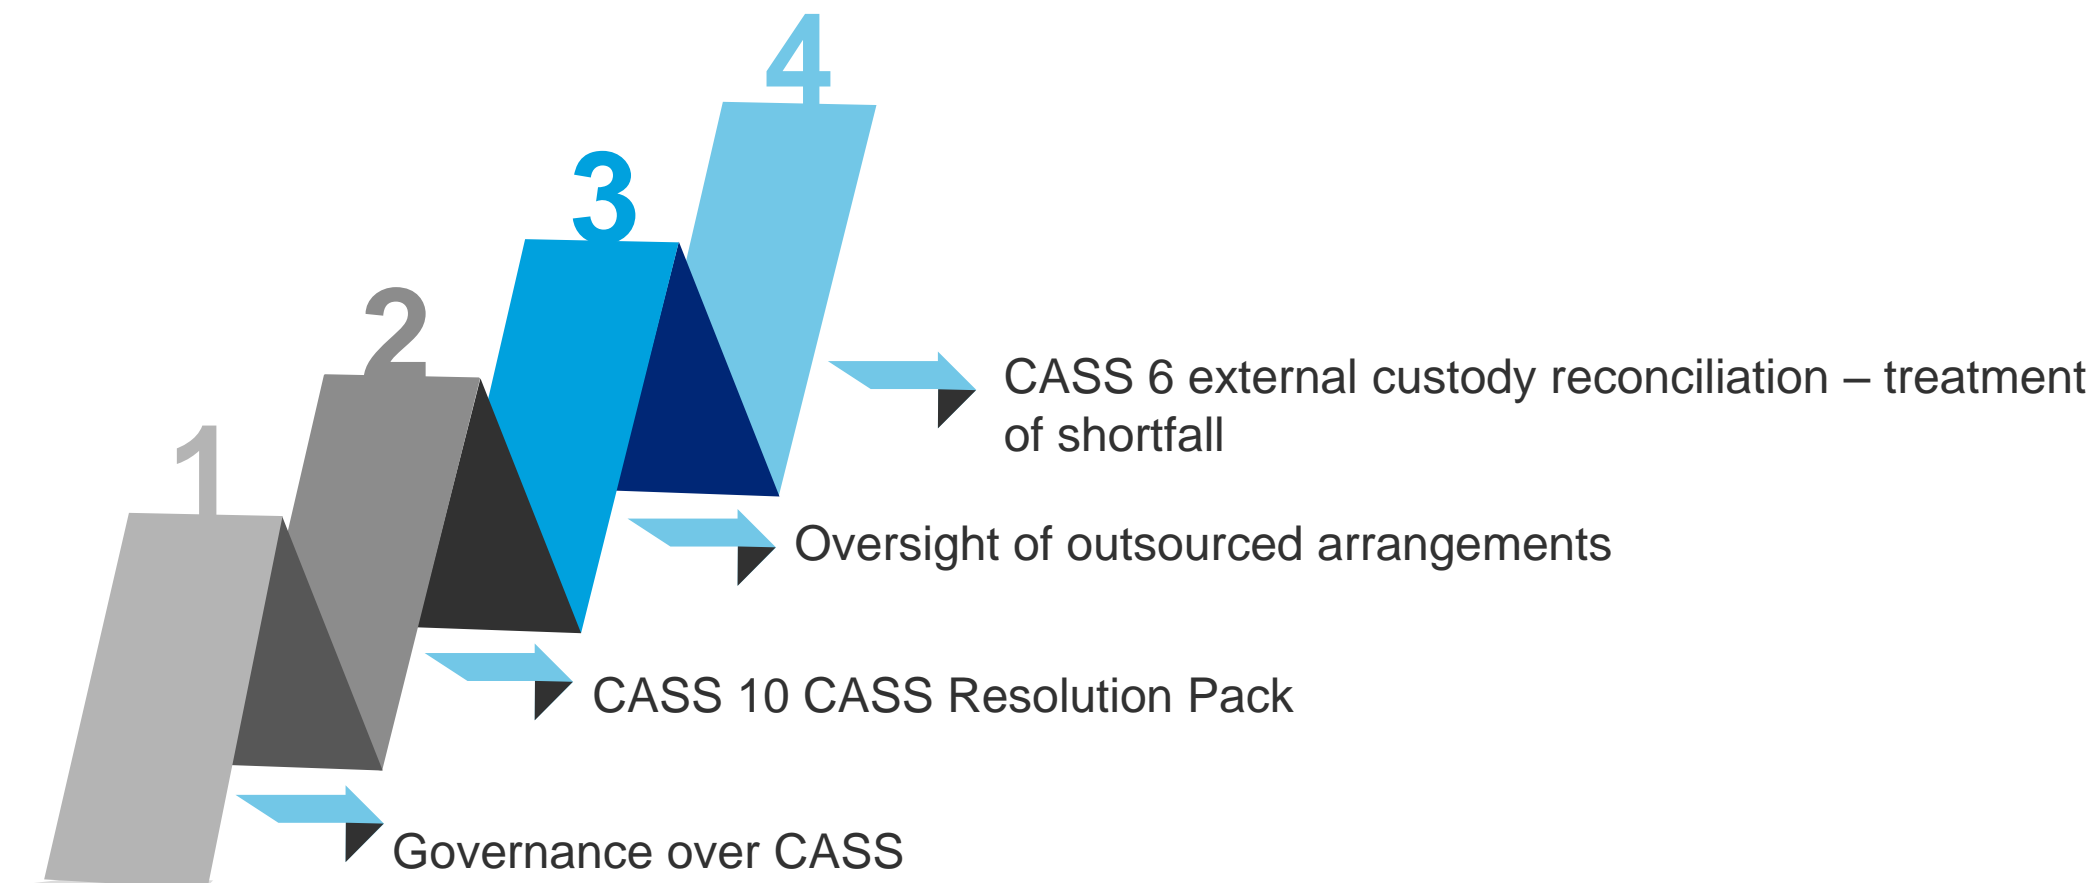 4
3
2
1
CASS 6 external custody reconciliation – treatment
of shortfall
Oversight of outsourced arrangements
CASS 10 CASS Resolution Pack
Governance over CASS